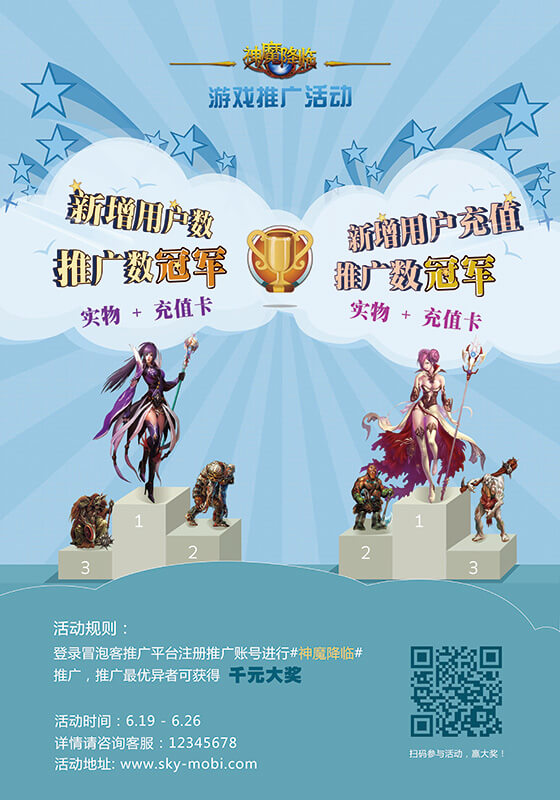 神魔降临
游戏推广活动
新增用户数
推广数冠军
实物 + 充值卡
新增用户充值
推广数冠军
实物 + 充值卡
1
2
3
1
2
3
活动规则：
登录冒泡客推广平台注册推广账号进行#神魔降临#
推广，推广最优异者可获得 千元大奖
活动时间：6.19 - 6.26
详情请咨询客服：12345678
活动地址: www.sky-mobi.com
扫码参与活动，赢大奖！